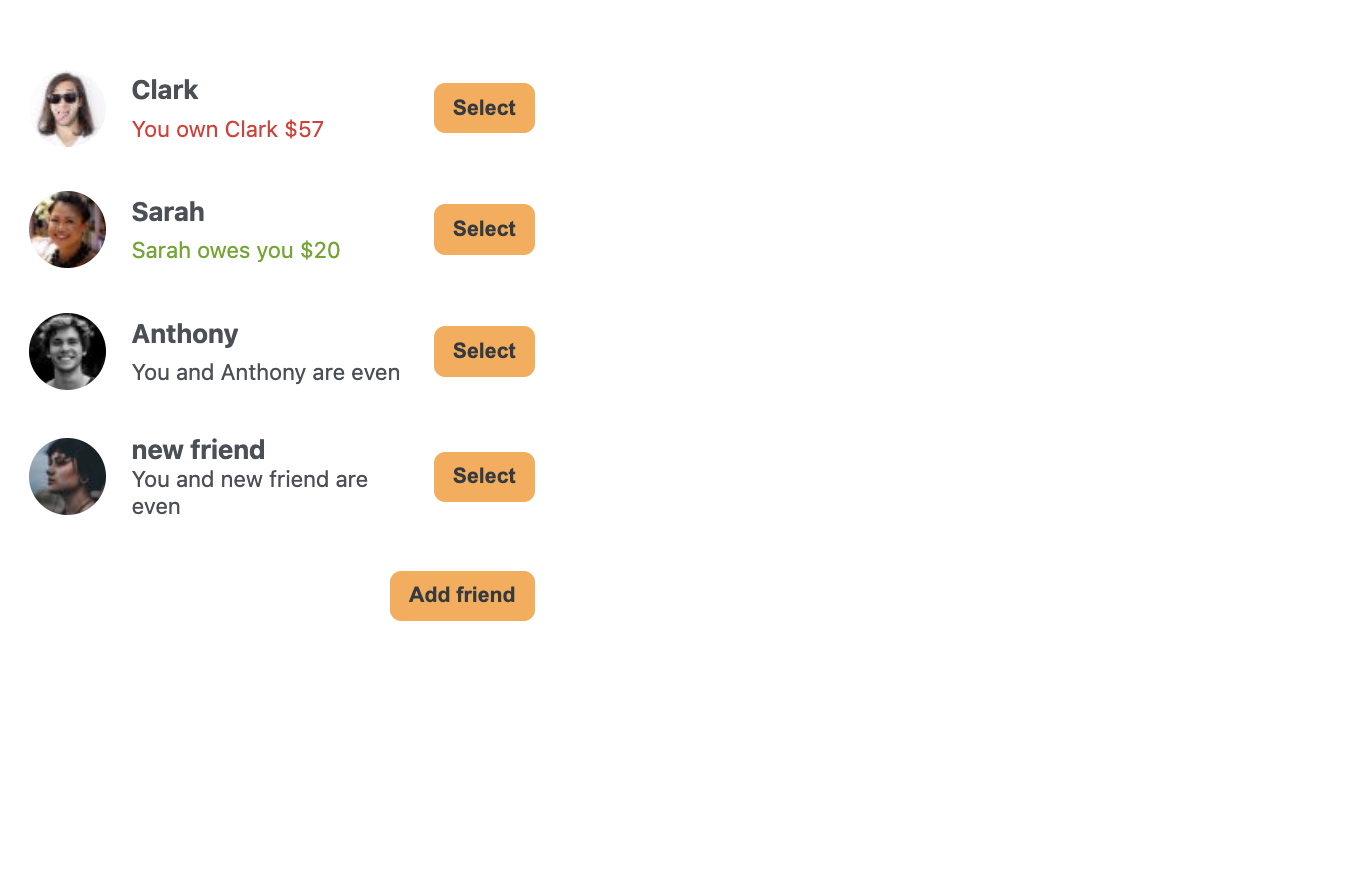 Clark
You own Clark $57
Select
Sarah
Sarah owes you $20
Select
Anthony
You and Anthony are even
Select
new friend
You and new friend are
even
Select
Add friend